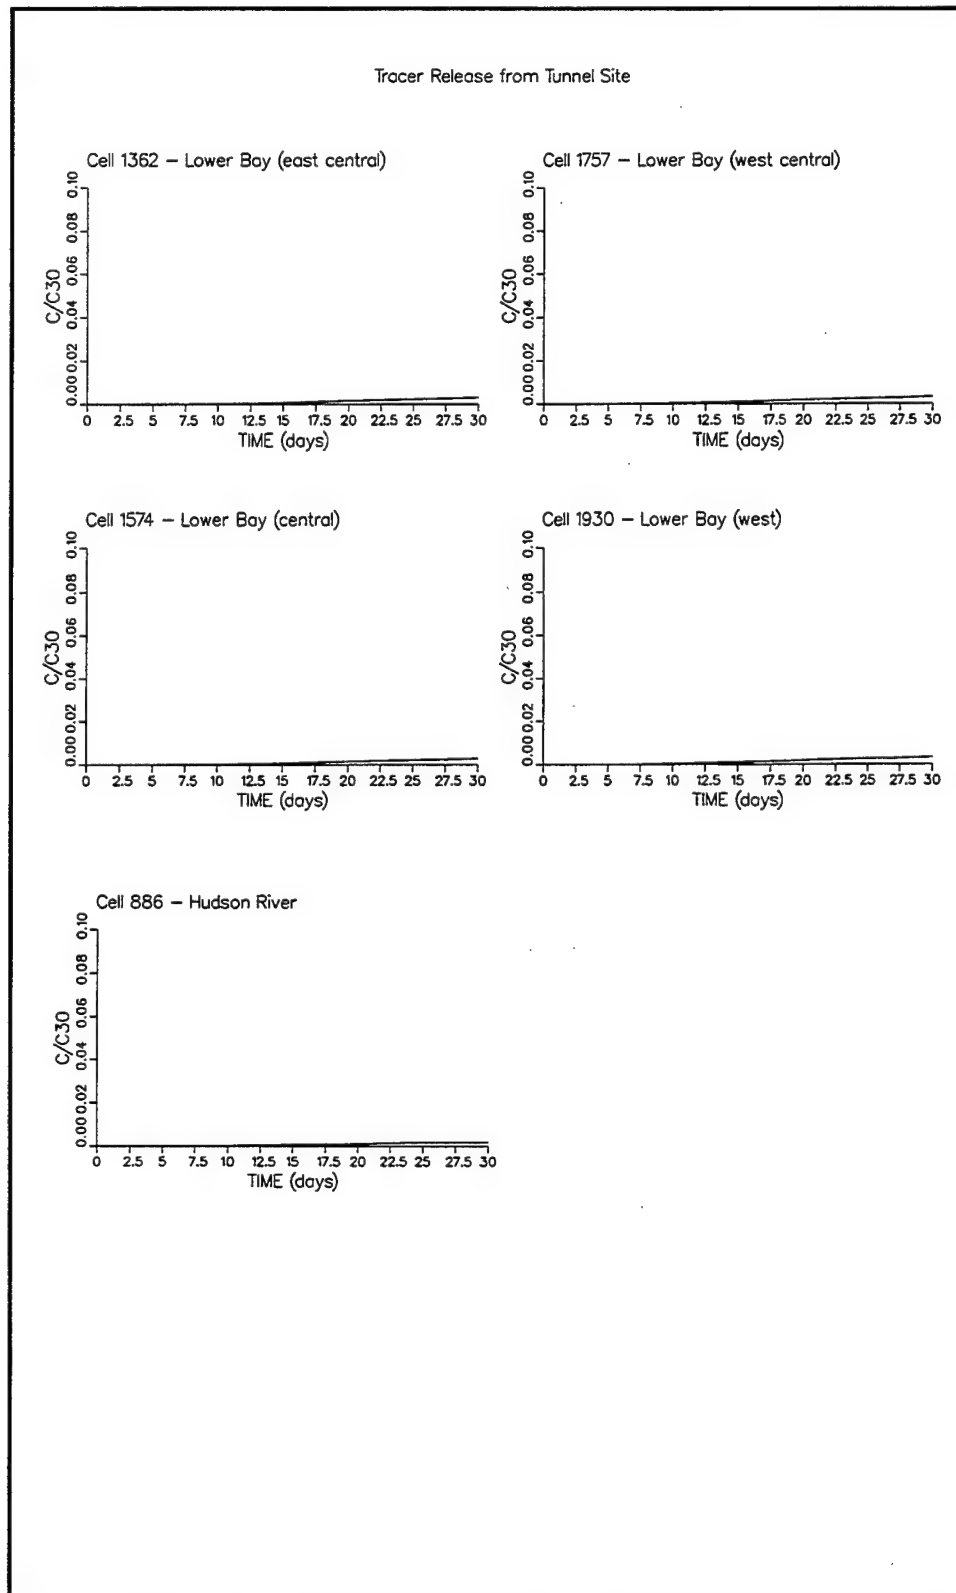 Tracer Release from Tunnel Site
Cell 1362 – Lower Bay (east central)
C/C30
0.00 0.02 0.04 0.06 0.08 0.10
0 2.5 5 7.5 10 12.5 15 17.5 20 22.5 25 27.5 30
TIME (days)
Cell 1757 – Lower Bay (west central)
C/C30
0.00 0.02 0.04 0.06 0.08 0.10
0 2.5 5 7.5 10 12.5 15 17.5 20 22.5 25 27.5 30
TIME (days)
Cell 1574 – Lower Bay (central)
C/C30
0.00 0.02 0.04 0.06 0.08 0.10
0 2.5 5 7.5 10 12.5 15 17.5 20 22.5 25 27.5 30
TIME (days)
Cell 1930 – Lower Bay (west)
C/C30
0.00 0.02 0.04 0.06 0.08 0.10
0 2.5 5 7.5 10 12.5 15 17.5 20 22.5 25 27.5 30
TIME (days)
Cell 886 – Hudson River
C/C30
0.00 0.02 0.04 0.06 0.08 0.10
0 2.5 5 7.5 10 12.5 15 17.5 20 22.5 25 27.5 30
TIME (days)